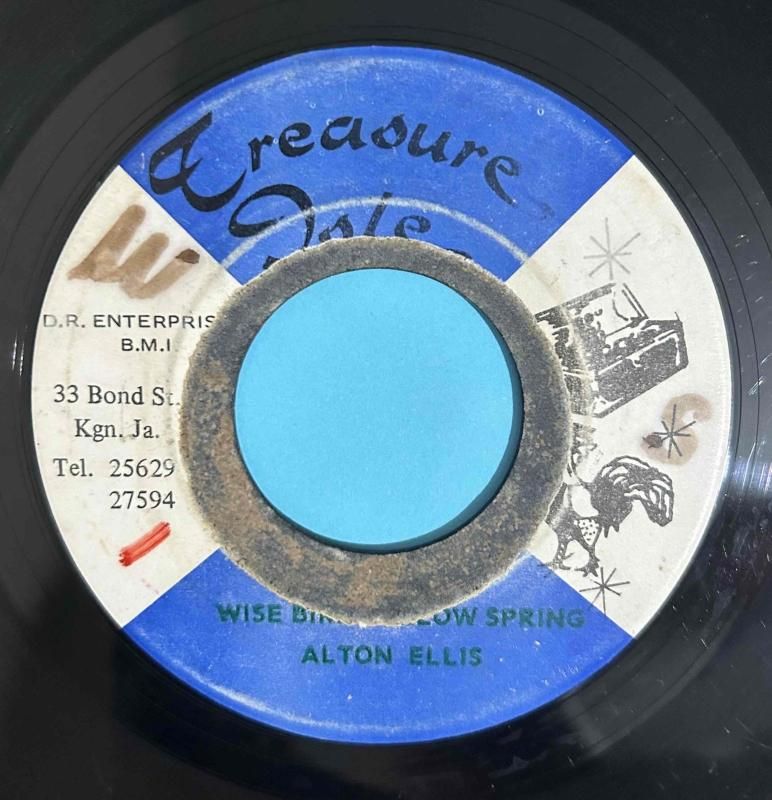 Treasure
Isle
W
D.R. ENTERPRIS
B.M.I.
33 Bond St.
Kgn. Ja.
Tel. 25629
27594
WISE BIR LOW SPRING
ALTON ELLIS